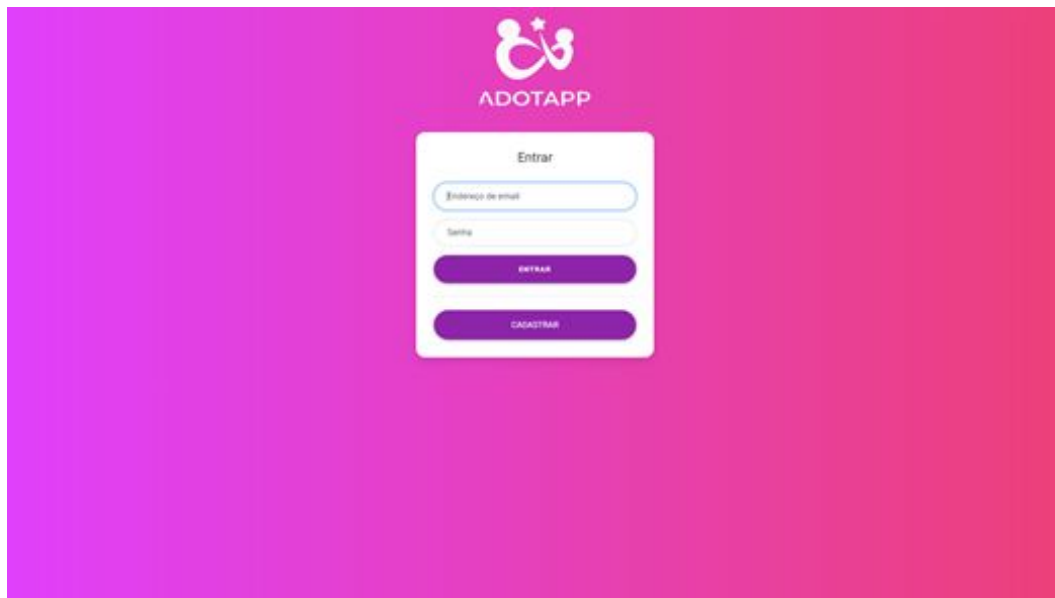 ADOTAPP
Entrar
Endereço de email
Senha
ENTRAR
CADASTRAR